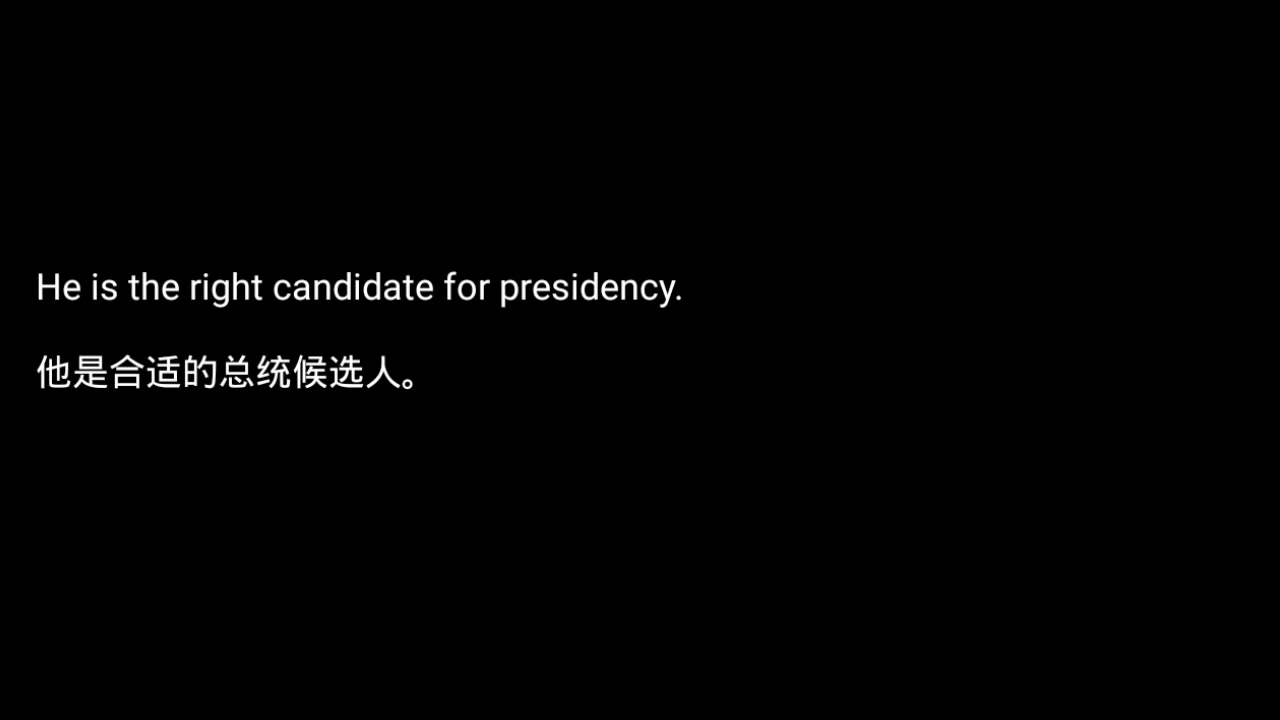 He is the right candidate for presidency.
他是合适的总统候选人。